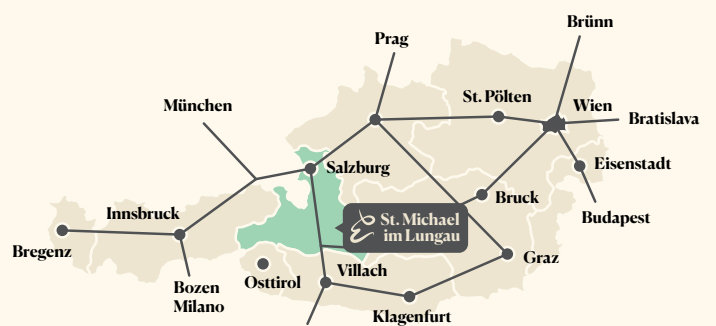 Brünn
Prag
München
St. Pölten
Wien
Bratislava
Salzburg
Eisenstadt
Bruck
Innsbruck
St. Michael
im Lungau
Budapest
Bregenz
Graz
Villach
Osttirol
Bozen
Milano
Klagenfurt